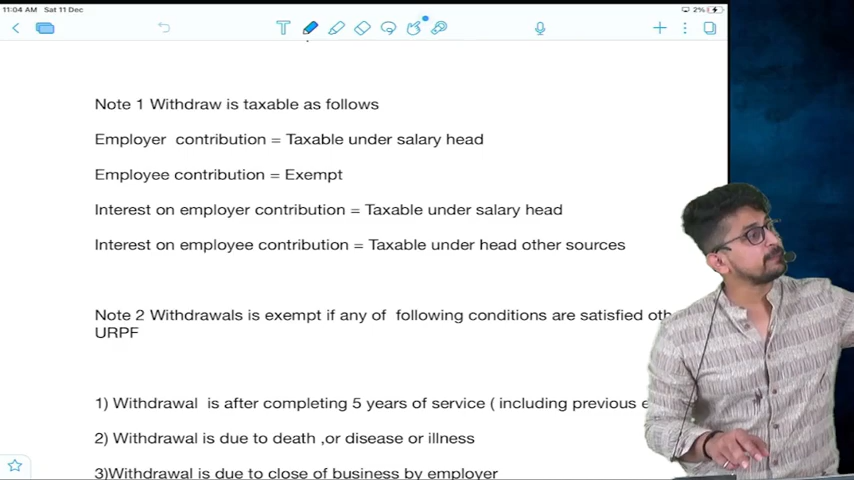 11:04 AM Sat 11 Dec
2%
T
Note 1 Withdraw is taxable as follows
Employer contribution = Taxable under salary head
Employee contribution = Exempt
Interest on employer contribution = Taxable under salary head
Interest on employee contribution = Taxable under head other sources
Note 2 Withdrawals is exempt if any of following conditions are satisfied
URPF
1) Withdrawal is after completing 5 years of service ( including previous
2) Withdrawal is due to death ,or disease or illness
3)Withdrawal is due to close of business by employer